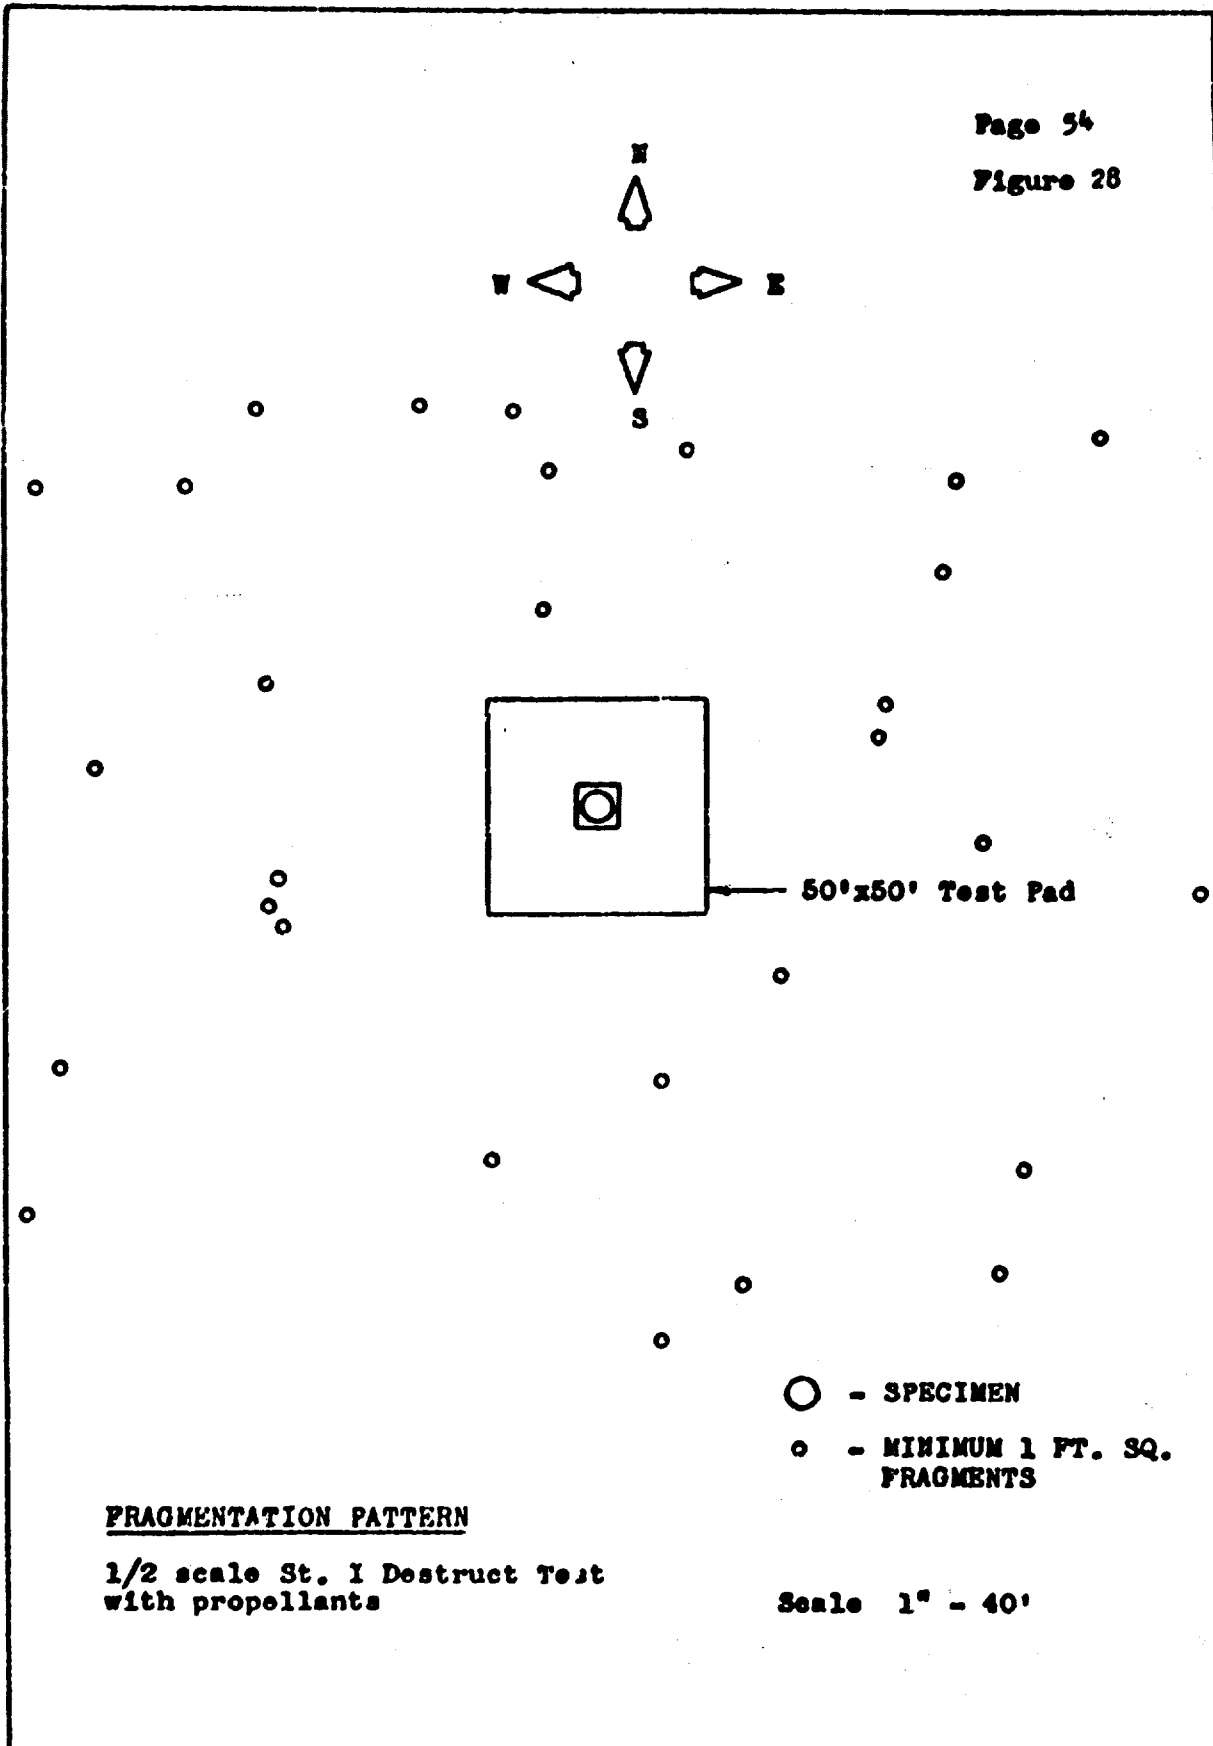 Page 54
Figure 28
N
W
E
S
50'x50' Test Pad
- SPECIMEN
- MINIMUM 1 FT. SQ.
FRAGMENTS
FRAGMENTATION PATTERN
1/2 scale St. I Destruct Test
with propellants
Scale 1" - 40'